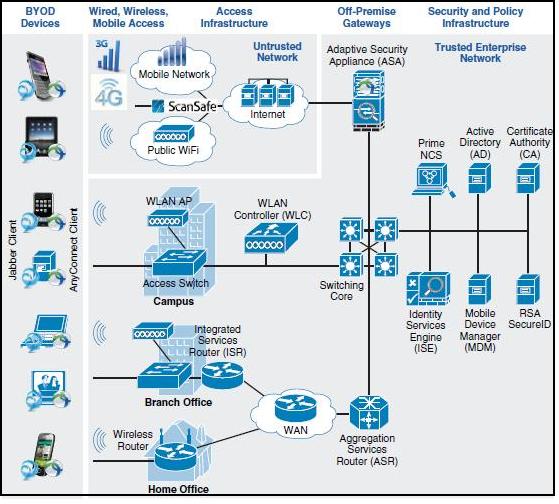 BYOD
Devices
Wired, Wireless,
Mobile Access
Access
Infrastructure
Off-Premise
Gateways
Security and Policy
Infrastructure
3G
4G
Mobile Network
ScanSafe
Public WiFi
Untrusted
Network
Internet
Adaptive Security
Appliance (ASA)
Trusted Enterprise
Network
Prime
NCS
Active
Directory
(AD)
Certificate
Authority
(CA)
Jabber Client
AnyConnect Client
WLAN AP
WLAN
Controller (WLC)
Access Switch
Campus
Switching
Core
Identity
Services
Engine
(ISE)
Mobile
Device
Manager
(MDM)
RSA
SecureID
Integrated
Services
Router (ISR)
Branch Office
WAN
Aggregation
Services
Router (ASR)
Wireless
Router
Home Office